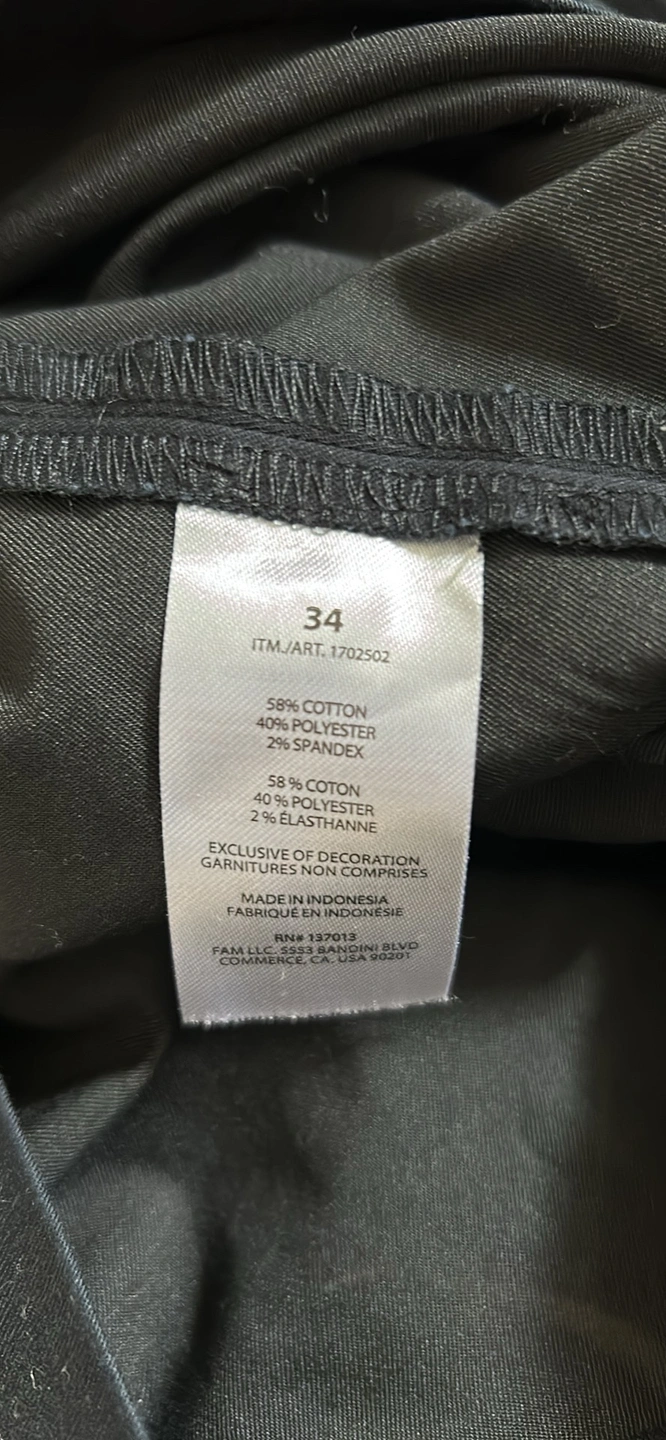 34
ITM./ART. 1702502
58% COTTON
40% POLYESTER
2% SPANDEX
58 % COTON
40 % POLYESTER
2 % ÉLASTHANNE
EXCLUSIVE OF DECORATION
GARNITURES NON COMPRISES
MADE IN INDONESIA
FABRIQUÉ EN INDONÉSIE
RN# 137013
FAM LLC. 5553 BANDINI BLVD
COMMERCE, CA. USA 90201